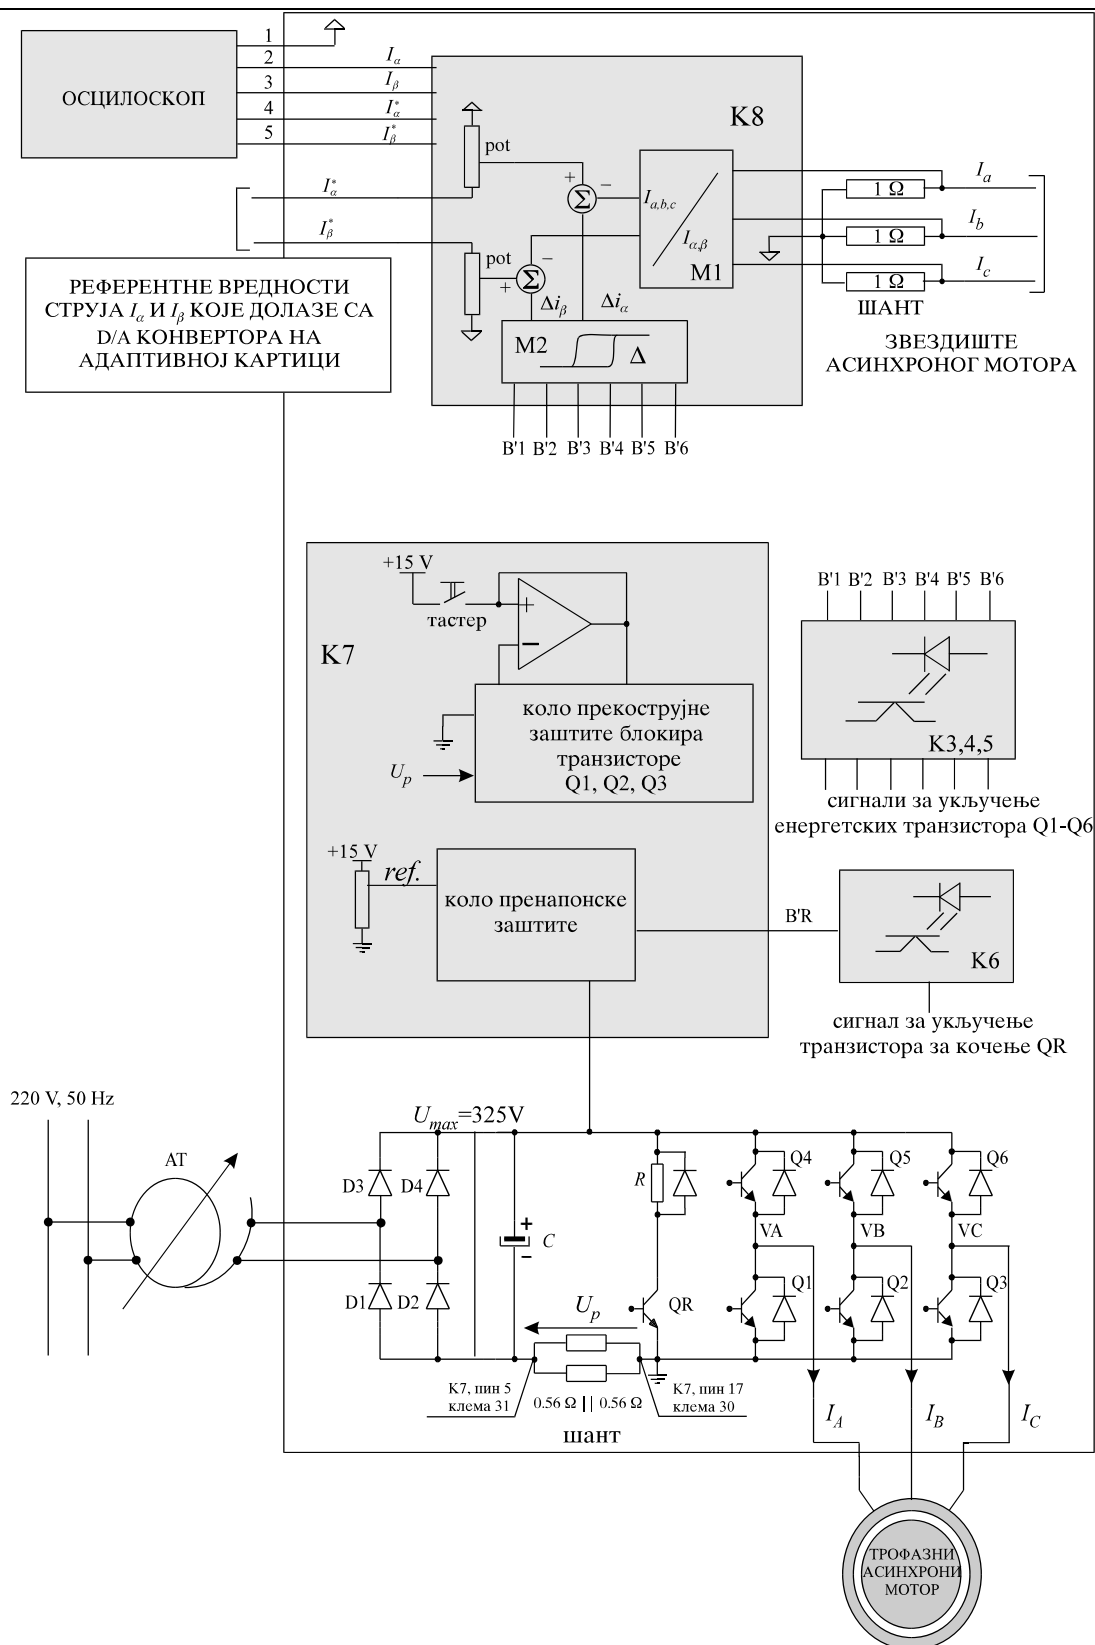 1
2
3
4
5
ОСЦИЛОСКОП
Iα
Iβ
Iα*
Iβ*
K8
pot
+
−
Σ
Iα*
Iβ*
pot
−
+
Σ
Δiβ
Δiα
Ia,b,c
Iα,β
M1
M2
Δ
1 Ω
1 Ω
1 Ω
Ia
Ib
Ic
ШАНТ
ЗВЕЗДИШТЕ
АСИНХРОНОГ МОТОРА
РЕФЕРЕНТНЕ ВРЕДНОСТИ
СТРУЈА Iα И Iβ КОЈЕ ДОЛАЗЕ СА
D/A КОНВЕРТОРА НА
АДАПТИВНОЈ КАРТИЦИ
B'1 B'2 B'3 B'4 B'5 B'6
K7
+15 V
тастер
+
−
коло прекострујне
заштите блокира
транзисторе
Q1, Q2, Q3
Up
B'1 B'2 B'3 B'4 B'5 B'6
K3,4,5
сигнали за укључење
енергетских транзистора Q1-Q6
+15 V
ref.
коло пренапонске
заштите
B'R
K6
сигнал за укључење
транзистора за кочење QR
220 V, 50 Hz
AT
Umax=325V
D3
D4
D1
D2
+
−
C
R
QR
Up
Q4
Q5
Q6
VA
VB
VC
Q1
Q2
Q3
K7, пин 5
клема 31
0.56 Ω || 0.56 Ω
K7, пин 17
клема 30
шант
IA
IB
IC
ТРОФАЗНИ
АСИНХРОНИ
МОТОР